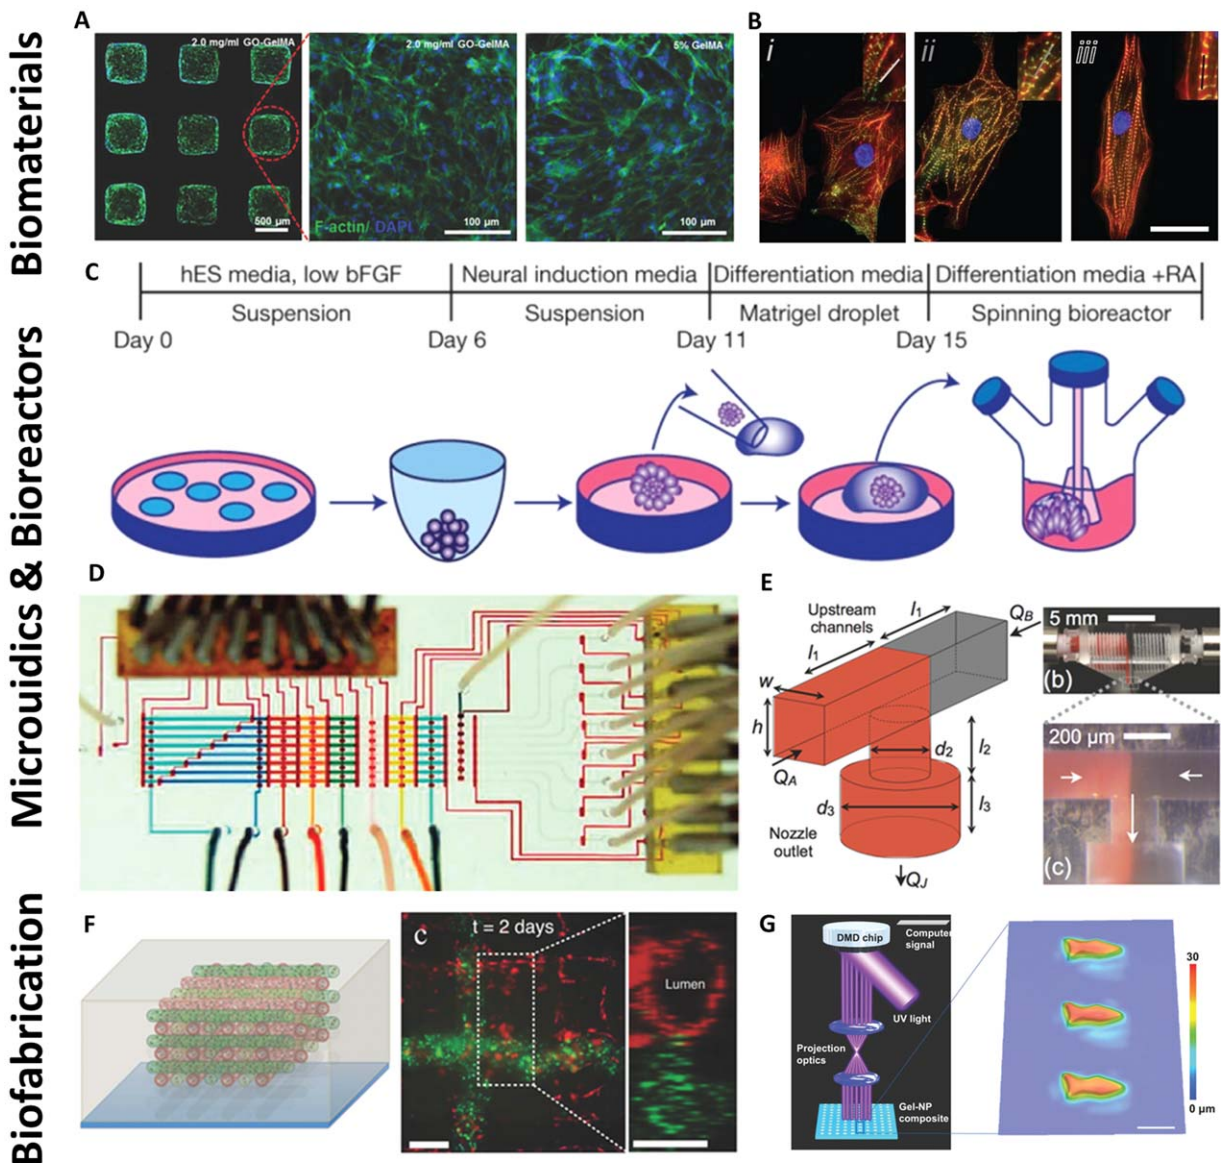 Biomaterials
Microuidics & Bioreactors
Biofabrication
A
2.0 mg/ml GO-GelMA
500 µm
2.0 mg/ml GO-GelMA
F-actin/ DAPI
100 µm
5% GelMA
100 µm
B
i
ii
iii
C
hES media, low bFGF
Neural induction media
Differentiation media
Differentiation media +RA
Suspension
Suspension
Matrigel droplet
Spinning bioreactor
Day 0
Day 6
Day 11
Day 15
D
E
Upstream
channels
l1
l1
QB
w
h
QA
d2
l2
d3
l3
Nozzle
outlet
QJ
5 mm
(b)
200 µm
(c)
F
c
t = 2 days
Lumen
G
DMD chip
Computer
signal
UV light
Projection
optics
Gel-NP
composite
30
0 µm